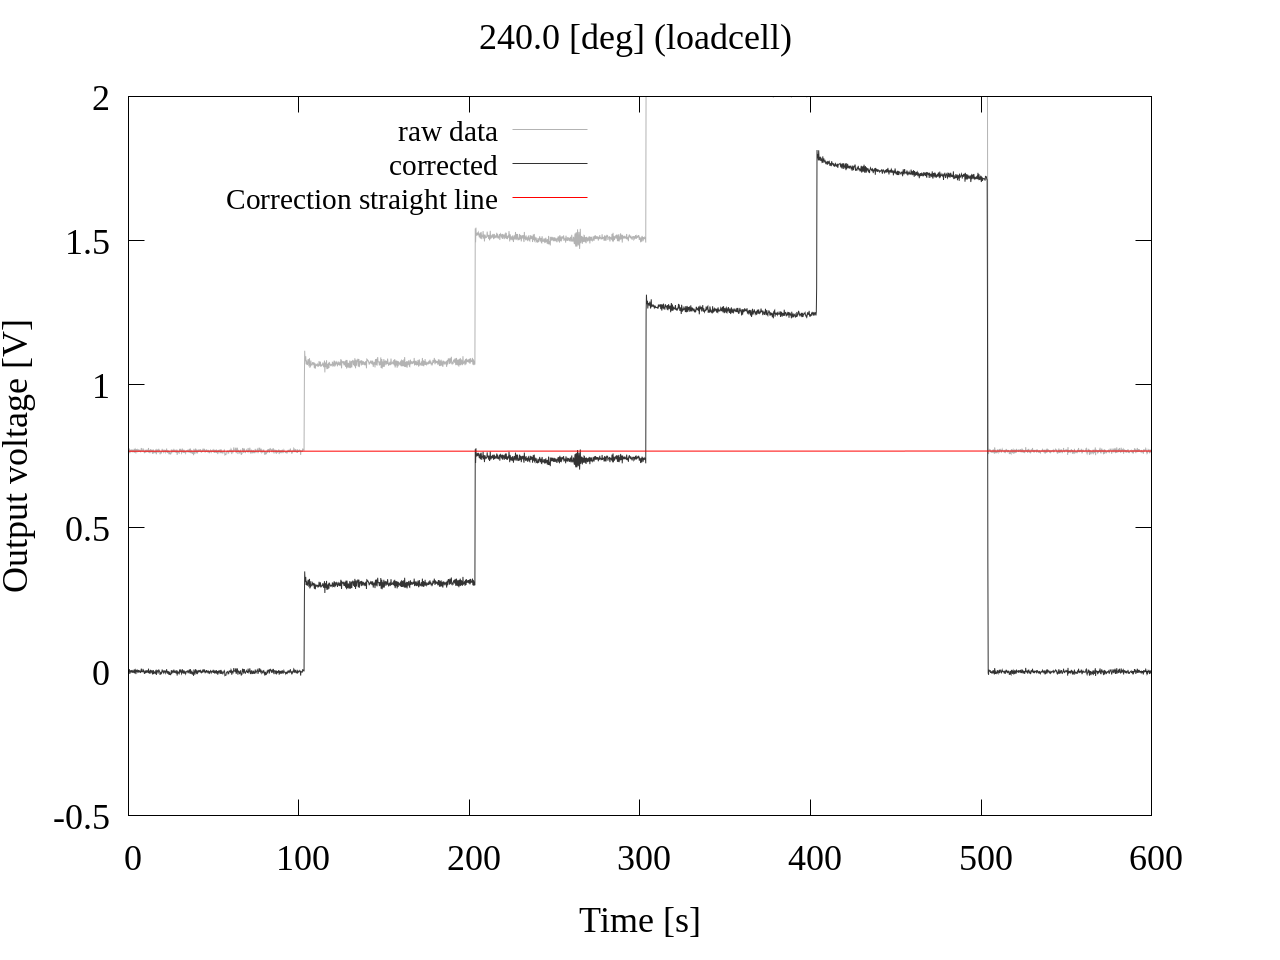 240.0 [deg] (loadcell)
raw data
corrected
Correction straight line
Output voltage [V]
2
1.5
1
0.5
0
-0.5
0 100 200 300 400 500 600
Time [s]